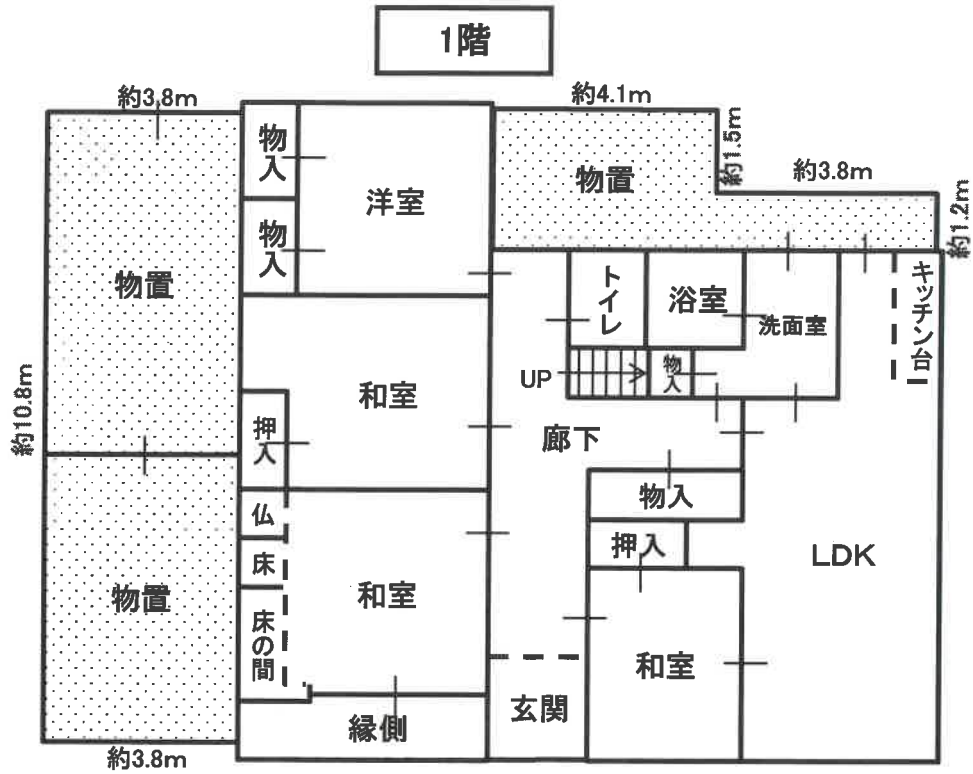 1階
約3.8m
約4.1m
約1.5m
約3.8m
約1.2m
物入
洋室
物置
物入
物置
トイレ
浴室
洗面室
キッチン台
UP
物入
約10.8m
和室
押入
廊下
物入
仏
押入
LDK
床
和室
物置
床の間
和室
玄関
縁側
約3.8m